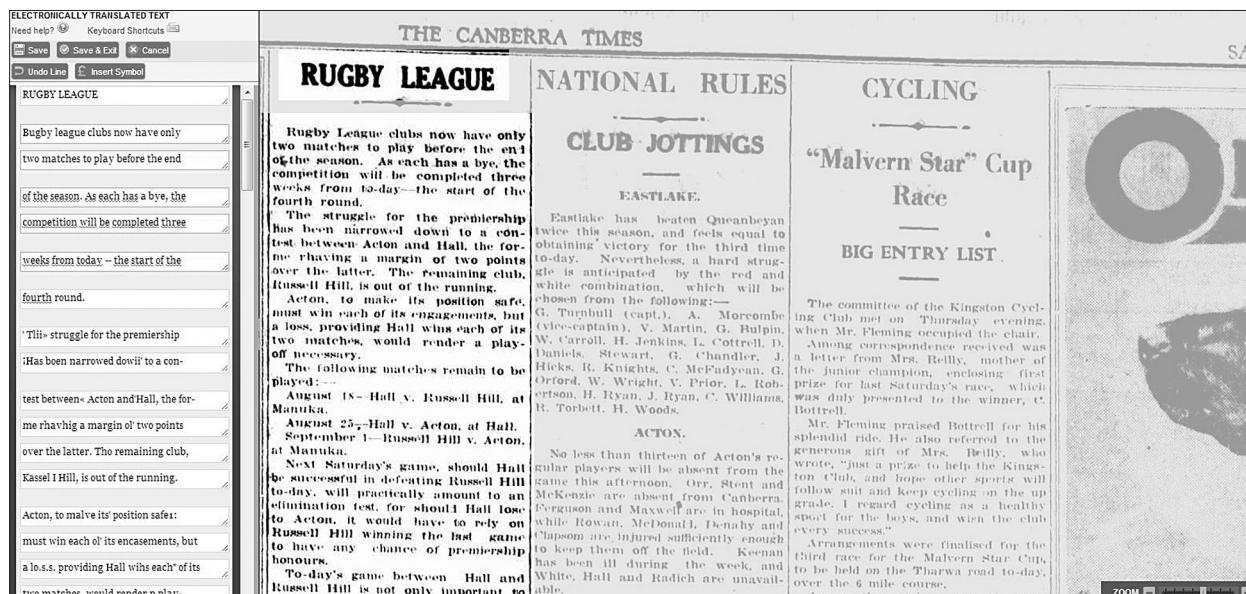 ELECTRONICALLY TRANSLATED TEXT
Need help? Keyboard Shortcuts
Save Save & Exit Cancel
Undo Line £ Insert Symbol
RUGBY LEAGUE
Bugby league clubs now have only
two matches to play before the end
of the season. As each has a bye, the
competition will be completed three
weeks from today -- the start of the
fourth round.
' Tlii» struggle for the premiership
¡Has been narrowed dowii' to a con-
test between« Acton and'Hall, the for-
me rhavhig a margin ol' two points
over the latter. Tho remaining club,
Kassel I Hill, is out of the running.
Acton, to malve its' position safe1:
must win each ol' its encasements, but
a lo.s.s. providing Hall wihs each" of its
two matches, would render n play-
THE CANBERRA TIMES
SA
RUGBY LEAGUE
Rugby League clubs now have only
two matches to play before the end
of the season. As each has a bye, the
competition will be completed three
weeks from to-day—the start of the
fourth round.
The struggle for the premiership
has been narrowed down to a con-
test between Acton and Hall, the for-
me rhaving a margin of two points
over the latter. The remaining club,
Russell Hill, is out of the running.
Acton, to make its position safe,
must win each of its engagements, but
a loss, providing Hall wins each of its
two matches, would render a play-
off necessary.
The following matches remain to be
played:—
August 18—Hall v. Russell Hill, at
Manuka.
August 25—Hall v. Acton, at Hall.
September 1—Russell Hill v. Acton,
at Manuka.
Next Saturday's game, should Hall
be successful in defeating Russell Hill
to-day, will practically amount to an
elimination test, for should Hall lose
to Acton, it would have to rely on
Russell Hill winning the last game
to have any chance of premiership
honours.
To-day's game between Hall and
Russell Hill is not only important to
NATIONAL RULES
CLUB JOTTINGS
EASTLAKE.
Eastlake has beaten Queanbeyan
twice this season, and feels equal to
obtaining victory for the third time
to-day. Nevertheless, a hard strug-
gle is anticipated by the red and
white combination, which will be
chosen from the following:—
G. Turnbull (capt.), A. Morcombe
(vice-captain), V. Martin, G. Bulpin,
W. Carroll, H. Jenkins, L. Cottrell, D.
Daniels, Stewart, G. Chandler, J.
Hicks, R. Knights, C. McFadyean, G.
Orford, W. Wright, V. Prior, L. Rob-
ertson, H. Ryan, J. Ryan, C. Williams,
R. Torbett, H. Woods.
ACTON.
No less than thirteen of Acton's re-
gular players will be absent from the
game this afternoon. Orr, Stent and
McKenzie are absent from Canberra,
Ferguson and Maxwell are in hospital,
while Rowan, McDonall, Denahy and
Clapsom are injured sufficiently enough
to keep them off the field. Keenan
has been ill during the week, and
White, Hall and Radich are unavail-
able.
CYCLING
"Malvern Star" Cup
Race
BIG ENTRY LIST
The committee of the Kingston Cycl-
ing Club met on Thursday evening,
when Mr. Fleming occupied the chair.
Among correspondence received was
a letter from Mrs. Reilly, mother of
the junior champion, enclosing first
prize for last Saturday's race, which
was duly presented to the winner, C.
Bottrell.
Mr. Fleming praised Bottrell for his
splendid ride. He also referred to the
generous gift of Mrs. Reilly, who
wrote, "just a prize to help the Kings-
ton Club, and hope other sports will
follow suit and keep cycling on the up
grade. I regard cycling as a healthy
sport for the boys, and wish the club
every success."
Arrangements were finalised for the
third race for the Malvern Star Cup,
to be held on the Tharwa road to-day,
over the 6 mile course.
ZOOM